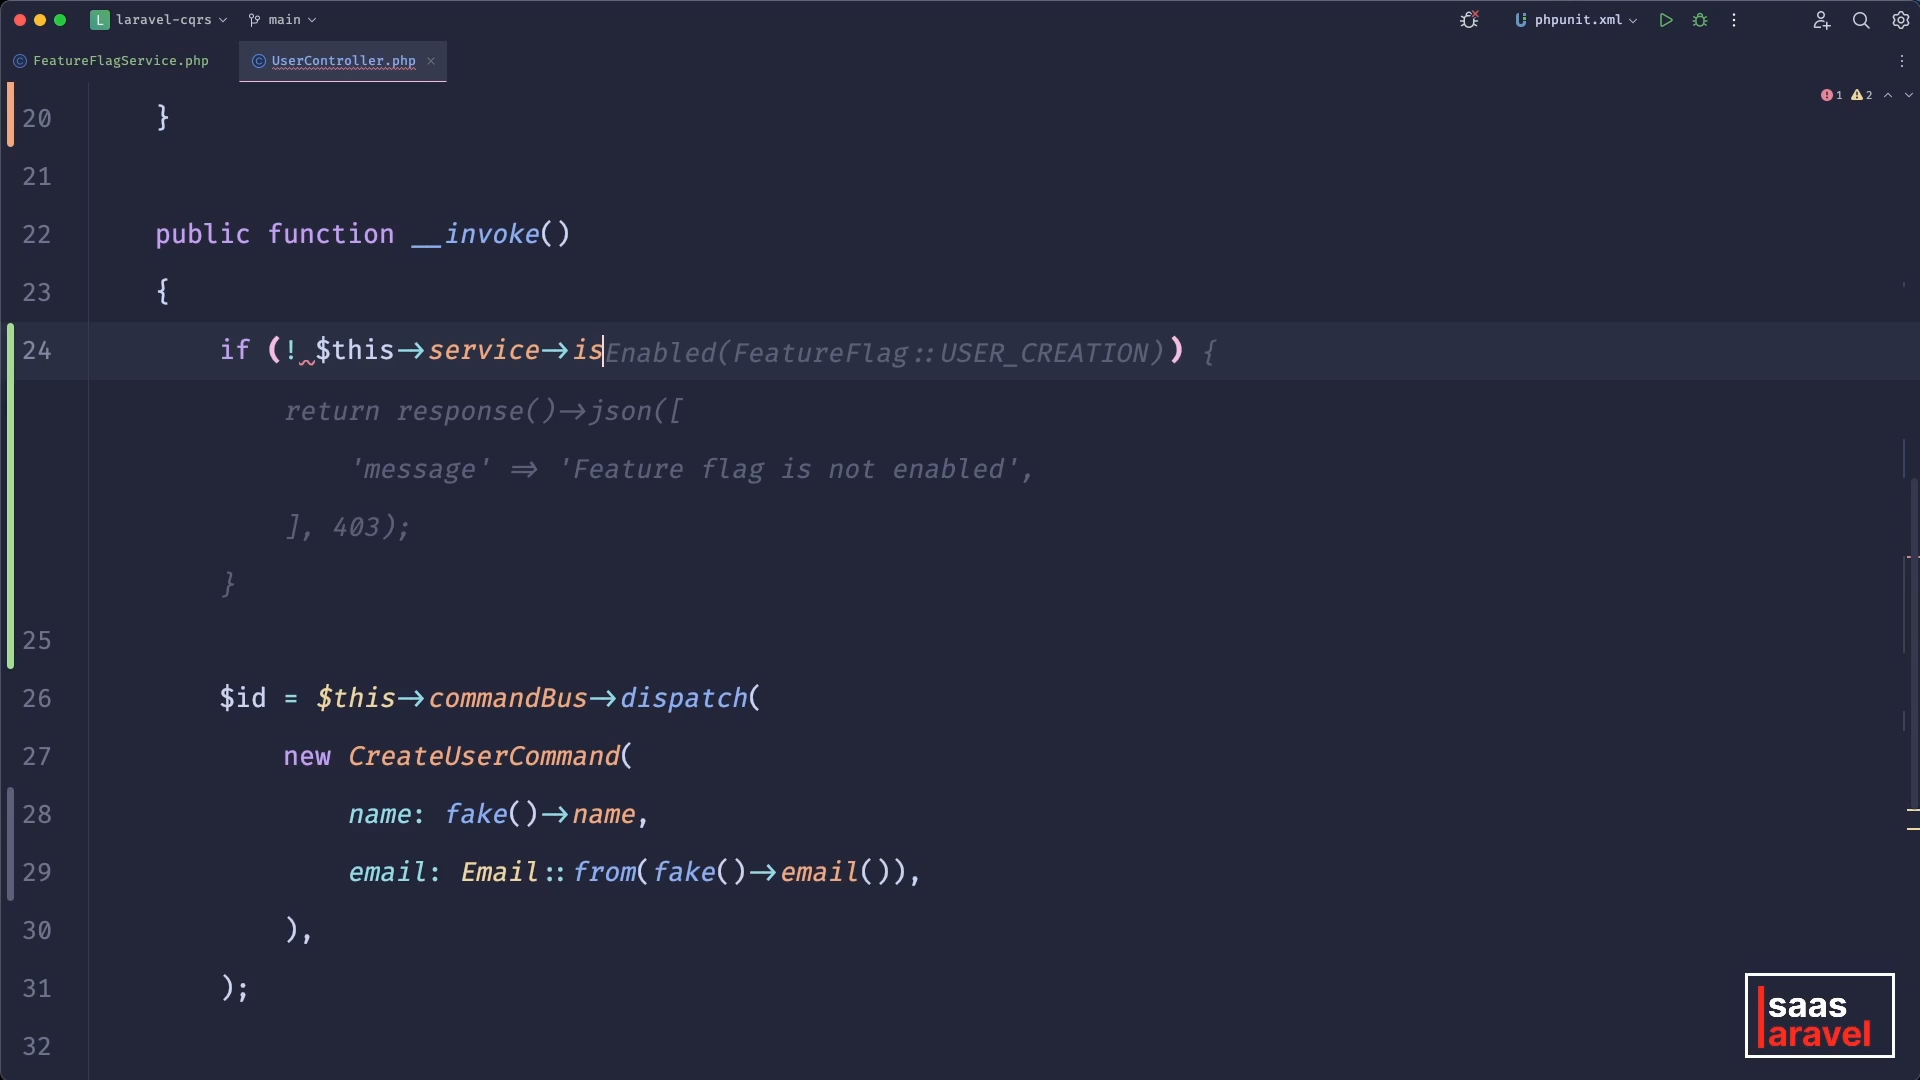 L laravel-cqrs main phpunit.xml
FeatureFlagService.php UserController.php
1 2
20 }
21
22 public function __invoke()
23 {
24 if (! $this->service->isEnabled(FeatureFlag::USER_CREATION)) {
return response()->json([
'message' => 'Feature flag is not enabled',
], 403);
}
25
26 $id = $this->commandBus->dispatch(
27 new CreateUserCommand(
28 name: fake()->name,
29 email: Email::from(fake()->email()),
30 ),
31 );
32
saas
laravel